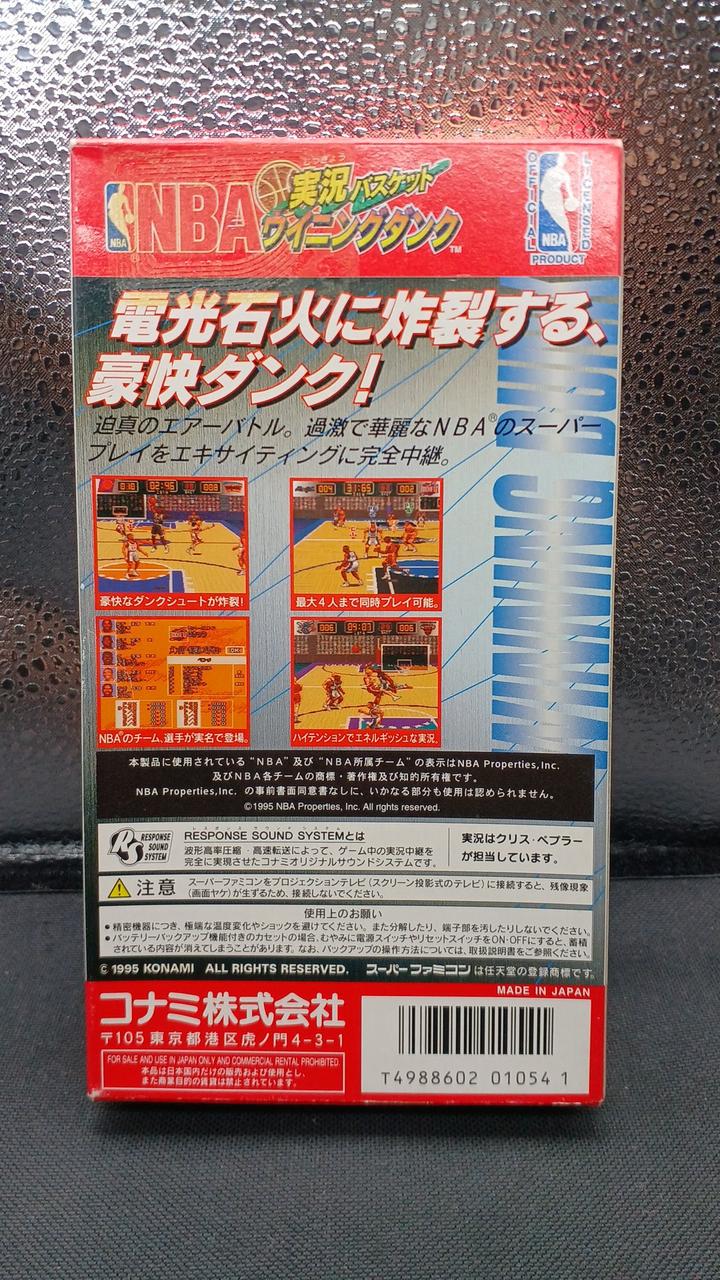 NBA 実況バスケット
ウイニングダンク™
NBA
OFFICIAL LICENSED
NBA
PRODUCT
電光石火に炸裂する、
豪快ダンク!
迫真のエアーバトル。過激で華麗なNBA®のスーパー
プレイをエキサイティングに完全中継。
豪快なダンクシュートが炸裂!
最大4人まで同時プレイ可能。
NBA®のチーム、選手が実名で登場。
ハイテンションでエネルギッシュな実況。
本製品に使用されている“NBA”及び“NBA所属チーム”の表示はNBA Properties,Inc.
及びNBA各チームの商標・著作権及び知的所有権です。
NBA Properties,Inc. の事前書面同意書なしに、いかなる部分も使用は認められません。
©1995 NBA Properties, Inc. All rights reserved.
RS RESPONSE SOUND SYSTEM
レスポンス サウンド システム
RESPONSE SOUND SYSTEMとは
波形高率圧縮・高速転送によって、ゲーム中の実況中継を
完全に実現させたコナミオリジナルサウンドシステムです。
実況はクリス・ペプラー
が担当しています。
注意
スーパーファミコンをプロジェクションテレビ(スクリーン投影式のテレビ)に接続すると、残像現象
(画面ヤケ)が生ずるため、接続しないでください。
使用上のお願い
●精密機器につき、極端な温度変化やショックを避けてください。また分解したり、端子部を汚したりしないでください。
●バッテリーバックアップ機能付きのカセットの場合、むやみに電源スイッチやリセットスイッチをON・OFFにすると、蓄積
されている内容が消えてしまうことがあります。なお、バックアップの操作方法については、取扱説明書をご参照ください。
© 1995 KONAMI ALL RIGHTS RESERVED. スーパーファミコンは任天堂の登録商標です。
MADE IN JAPAN
コナミ株式会社
〒105 東京都港区虎ノ門4-3-1
FOR SALE AND USE IN JAPAN ONLY AND COMMERCIAL RENTAL PROHIBITED.
本品は日本国内だけの販売および使用とし、
また商業目的の賃貸は禁止されています。
T4988602 01054 1